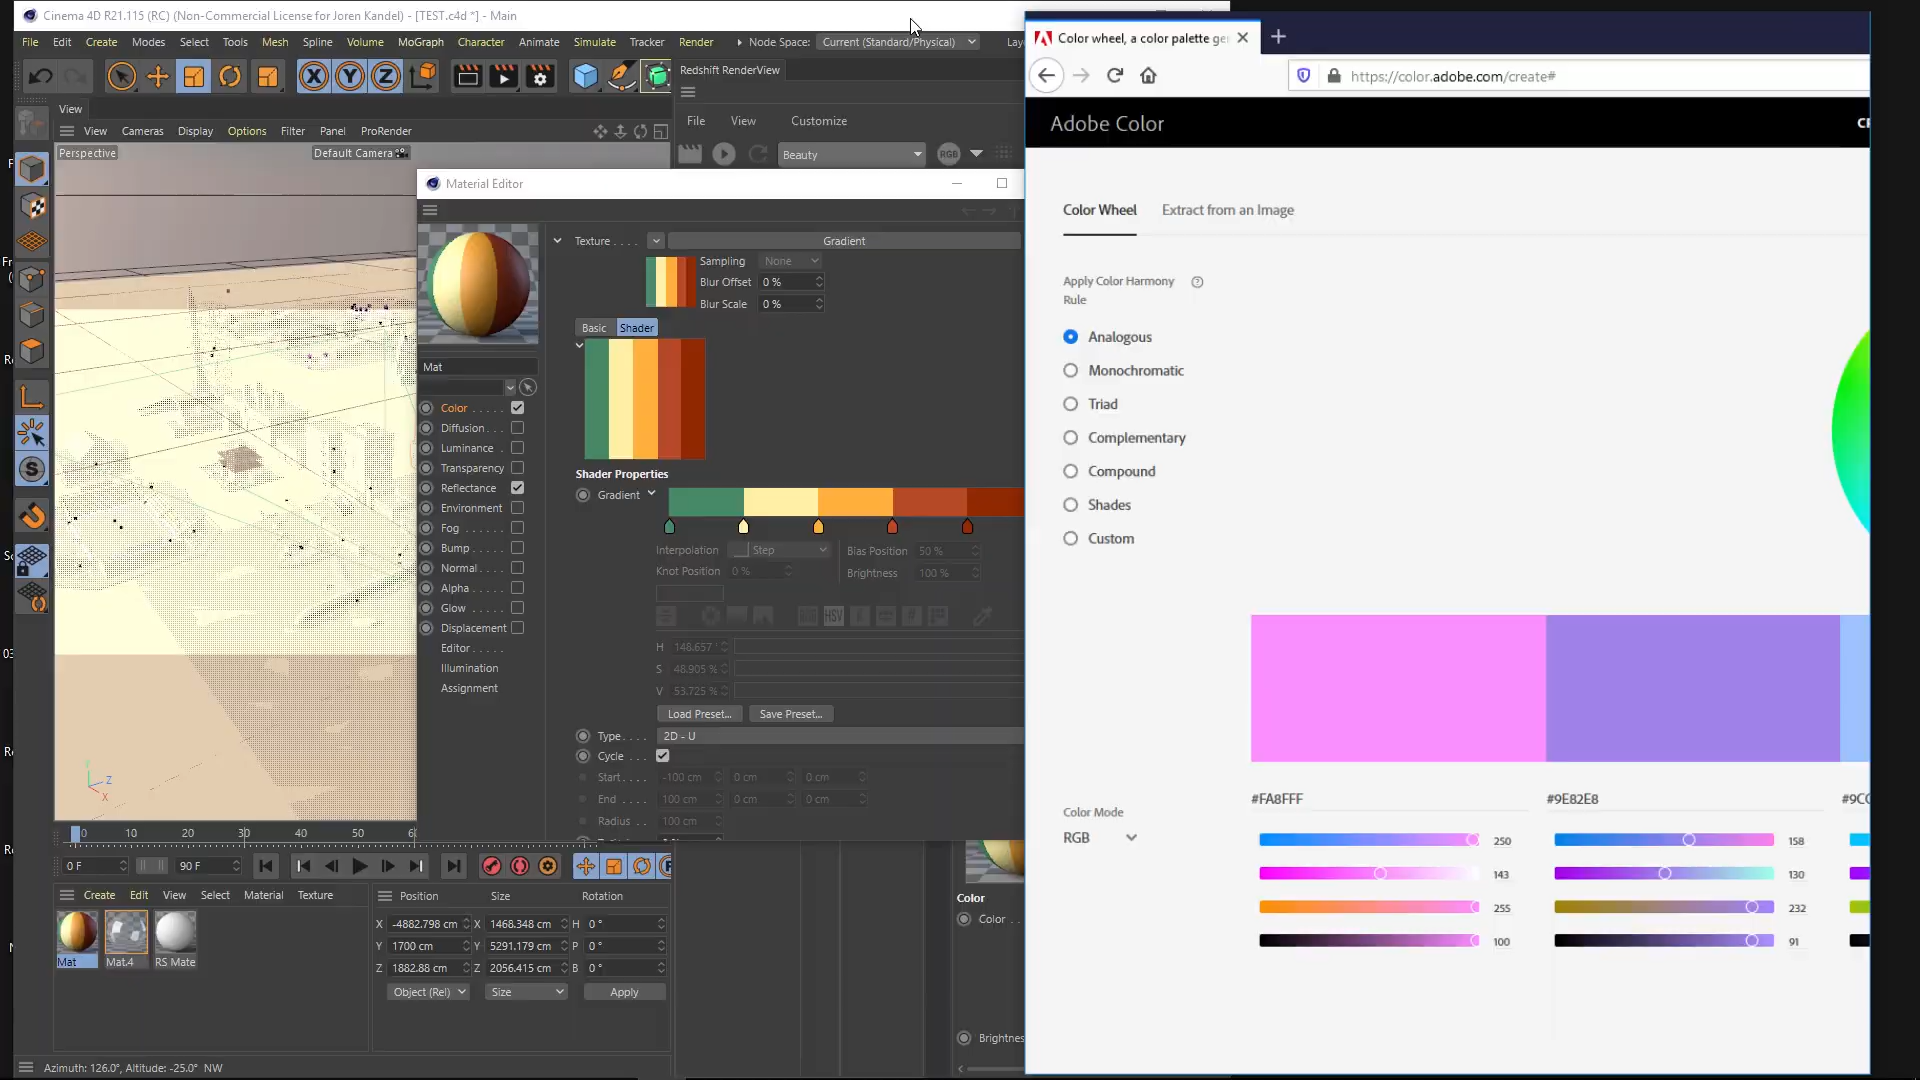 Cinema 4D R21.115 (RC) (Non-Commercial License for Joren Kandel) - [TEST.c4d *] - Main
File Edit Create Modes Select Tools Mesh Spline Volume MoGraph Character Animate Simulate Tracker Render Node Space: Current (Standard/Physical)
Redshift RenderView
View
View Cameras Display Options Filter Panel ProRender
File View Customize
Perspective Default Camera
Beauty RGB
Material Editor
Texture . . . . Gradient
Sampling None
Blur Offset 0 %
Blur Scale 0 %
Basic Shader
Mat
Color . . . . .
Diffusion . . .
Luminance . .
Transparency
Reflectance
Environment
Fog . . . . . .
Bump . . . . .
Normal . . . .
Alpha . . . . .
Glow . . . . .
Displacement
Editor . . . . .
Illumination
Assignment
Shader Properties
Gradient
Interpolation Step Bias Position 50 %
Knot Position 0 % Brightness 100 %
HSV
H 148.657 °
S 48.905 %
V 53.725 %
Load Preset... Save Preset...
Type . . . . 2D - U
Cycle . . .
Start . . . . -100 cm 0 cm 0 cm
End . . . . 100 cm 0 cm 0 cm
Radius . . . 100 cm
0 10 20 30 40 50
0 F 90 F
Create Edit View Select Material Texture
Mat Mat.4 RS Mate
Position Size Rotation
X -4882.798 cm X 1468.348 cm H 0 °
Y 1700 cm Y 5291.179 cm P 0 °
Z 1882.88 cm Z 2056.415 cm B 0 °
Object (Rel) Size Apply
Color
Color . .
Azimuth: 126.0°, Altitude: -25.0° NW
Color wheel, a color palette ge
https://color.adobe.com/create#
Adobe Color
Color Wheel Extract from an Image
Apply Color Harmony
Rule
Analogous
Monochromatic
Triad
Complementary
Compound
Shades
Custom
#FA8FFF #9E82E8
Color Mode
RGB
250 158
143 130
255 232
100 91